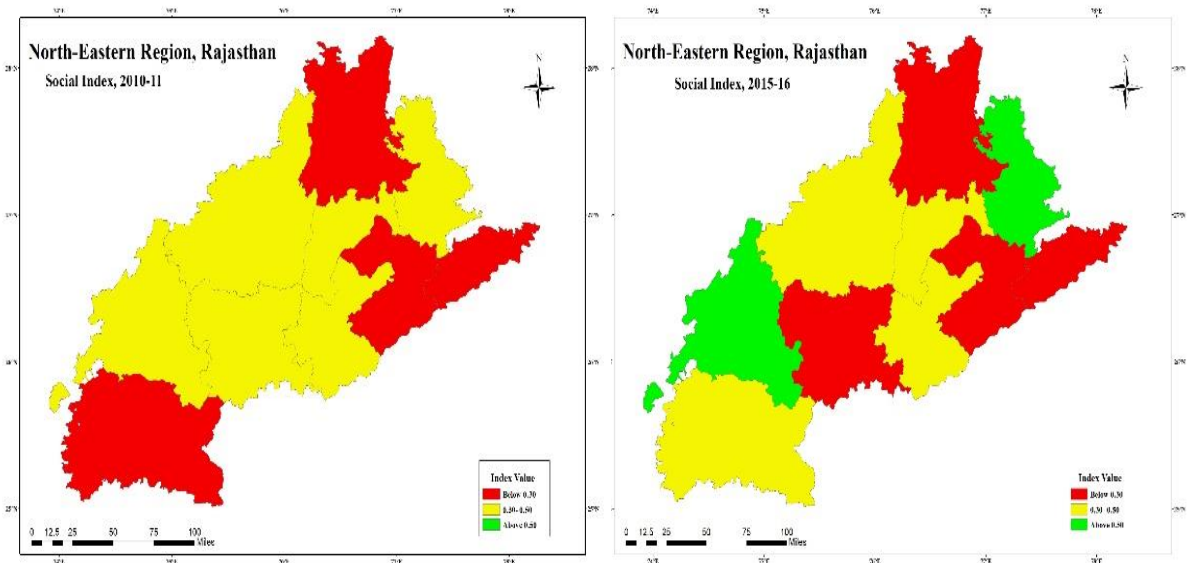 North-Eastern Region, Rajasthan
Social Index, 2010-11
N
Index Value
Below 0.30
0.30- 0.50
Above 0.50
0 12.5 25 50 75 100
Miles
North-Eastern Region, Rajasthan
Social Index, 2015-16
N
Index Value
Below 0.30
0.30- 0.50
Above 0.50
0 12.5 25 50 75 100
Miles